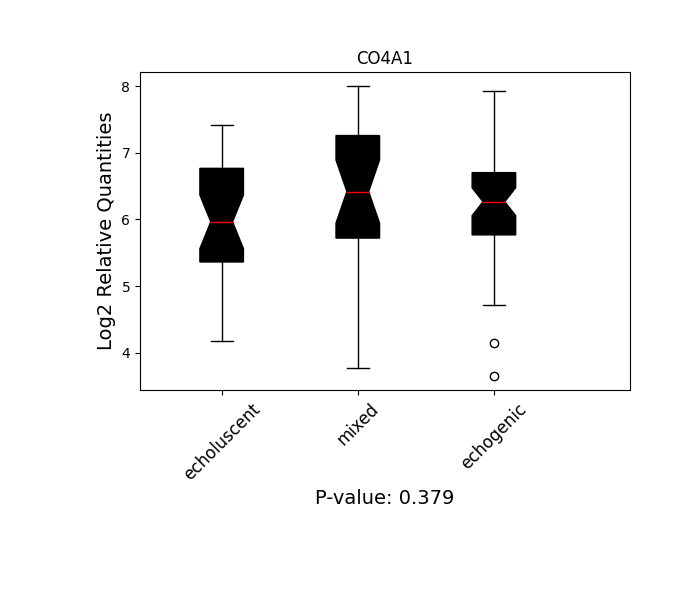 CO4A1
Log2 Relative Quantities
8
7
6
5
4
echoluscent
mixed
echogenic
P-value: 0.379